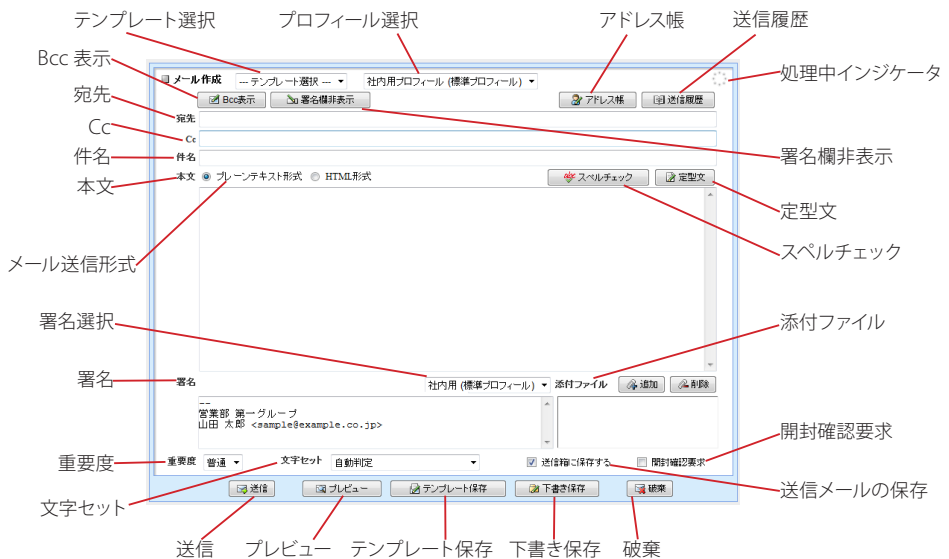 テンプレート選択 プロフィール選択 アドレス帳 送信履歴
Bcc 表示
処理中インジケータ
メール作成 --- テンプレート選択 --- 社内用プロフィール (標準プロフィール)
宛先
Bcc表示 署名欄非表示 アドレス帳 送信履歴
宛先
Cc
Cc
件名 件名 署名欄非表示
本文 本文 プレーンテキスト形式 HTML形式 スペルチェック 定型文
定型文
スペルチェック
メール送信形式
署名選択 添付ファイル
署名 署名 社内用 (標準プロフィール) 添付ファイル 追加 削除
--
営業部 第一グループ
山田 太郎 <sample@example.co.jp>
開封確認要求
重要度 重要度 普通 文字セット 自動判定 送信箱に保存する 開封確認要求
送信メールの保存
文字セット
送信 プレビュー テンプレート保存 下書き保存 破棄
送信 プレビュー テンプレート保存 下書き保存 破棄